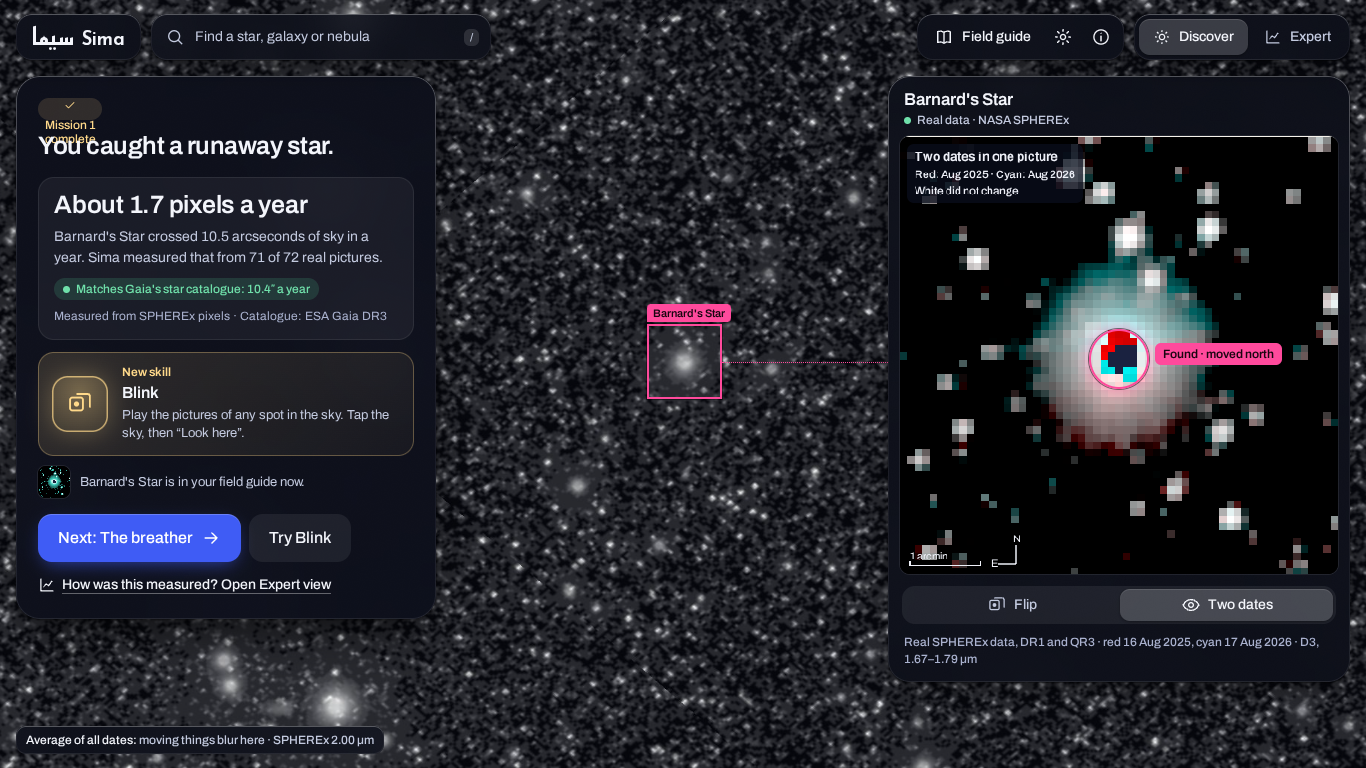 سيما Sima
Find a star, galaxy or nebula
/
Field guide
Discover
Expert
Mission 1
complete
You caught a runaway star.
About 1.7 pixels a year
Barnard's Star crossed 10.5 arcseconds of sky in a
year. Sima measured that from 71 of 72 real pictures.
Matches Gaia's star catalogue: 10.4″ a year
Measured from SPHEREx pixels · Catalogue: ESA Gaia DR3
New skill
Blink
Play the pictures of any spot in the sky. Tap the
sky, then “Look here”.
Barnard's Star is in your field guide now.
Next: The breather →
Try Blink
How was this measured? Open Expert view
Average of all dates: moving things blur here · SPHEREx 2.00 µm
Barnard's Star
Barnard's Star
Real data · NASA SPHEREx
Two dates in one picture
Red: Aug 2025 · Cyan: Aug 2026
White did not change
Found · moved north
1 arcmin
N
E
Flip
Two dates
Real SPHEREx data, DR1 and QR3 · red 16 Aug 2025, cyan 17 Aug 2026 · D3,
1.67–1.79 µm